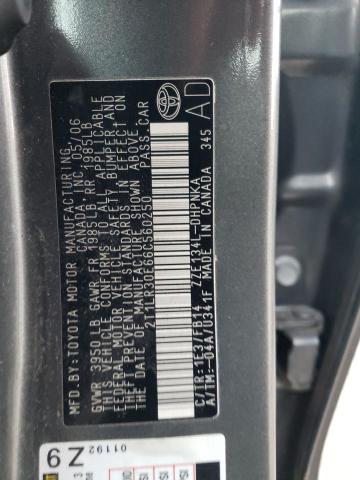 MFD.BY:TOYOTA MOTOR MANUFACTURING
CANADA, INC. 05/06
GVWR 3950LB GAWR FR 1985LB RR 1985LB
THIS VEHICLE CONFORMS TO ALL APPLICABLE
FEDERAL MOTOR VEHICLE SAFETY, BUMPER, AND
THEFT PREVENTION STANDARDS IN EFFECT ON
THE DATE OF MANUFACTURE SHOWN ABOVE.
2T1LR30E66C560250 PASS.CAR
C/TR:1E3/FB14 ZZE134L-DHPNKA
A/TM:-04A/U341F MADE IN CANADA 345
AD
01192
Z9